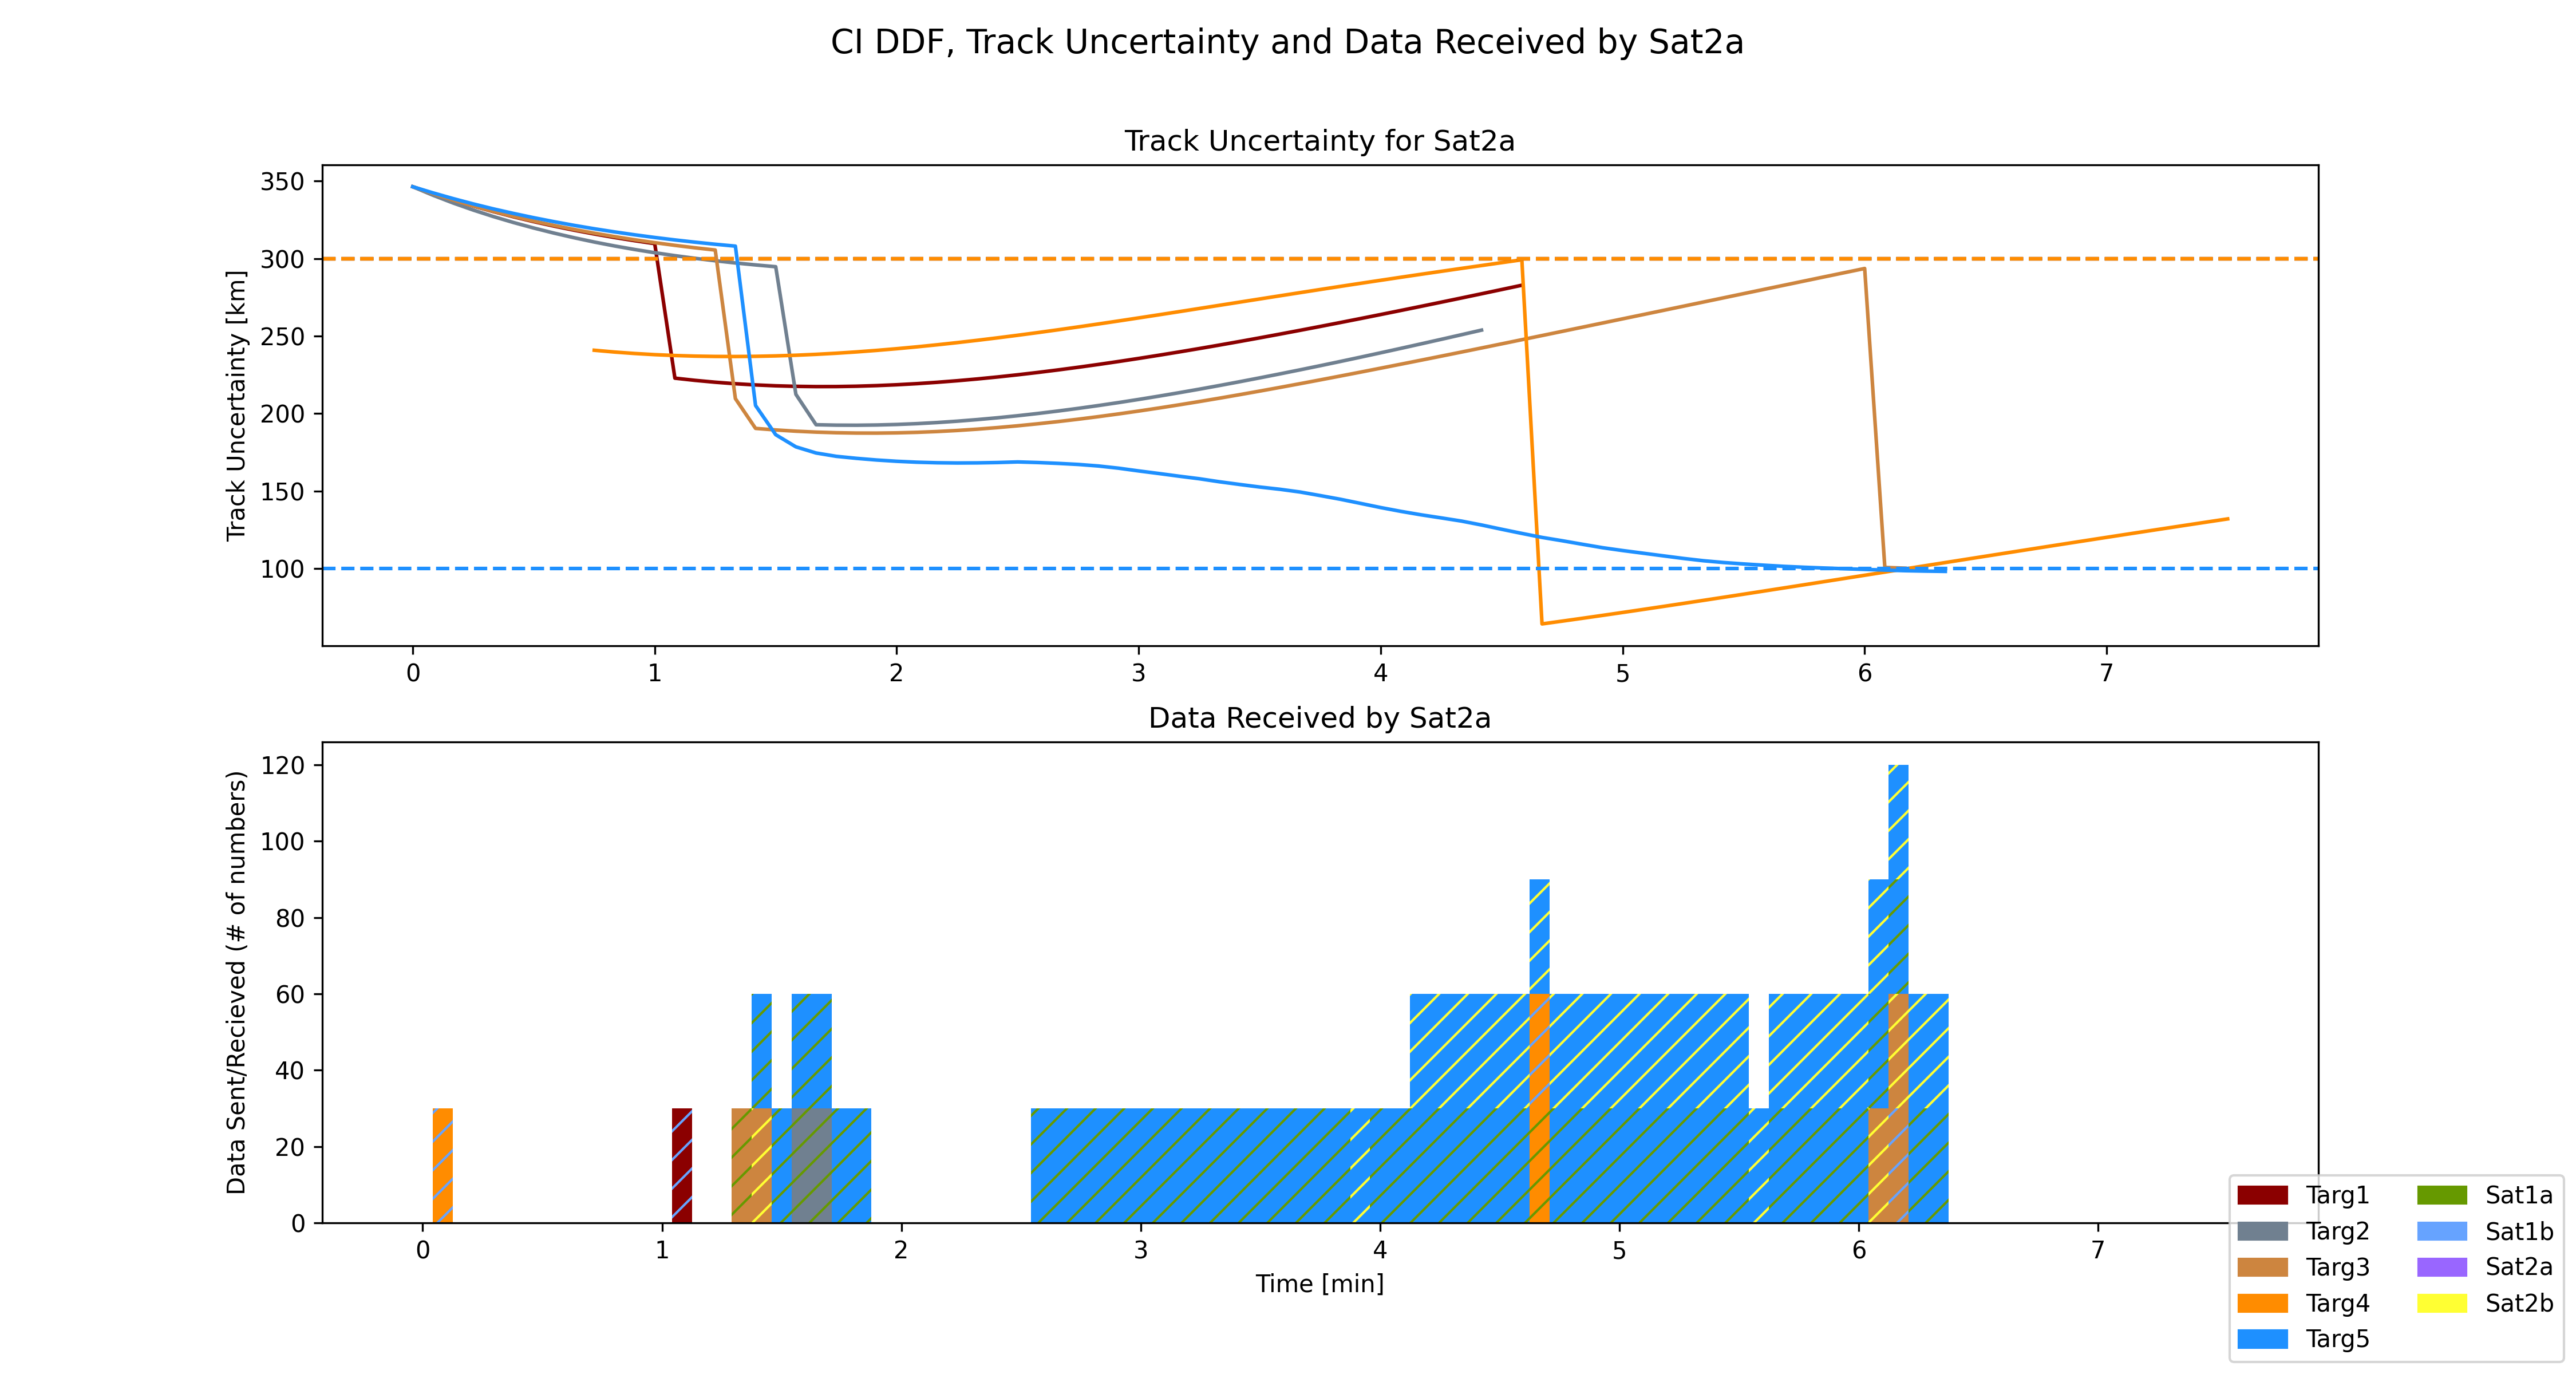 CI DDF, Track Uncertainty and Data Received by Sat2a
Track Uncertainty for Sat2a
Track Uncertainty [km]
350
300
250
200
150
100
0 1 2 3 4 5 6 7
Data Received by Sat2a
Data Sent/Recieved (# of numbers)
120
100
80
60
40
20
0
0 1 2 3 4 5 6 7
Time [min]
Targ1 Sat1a
Targ2 Sat1b
Targ3 Sat2a
Targ4 Sat2b
Targ5